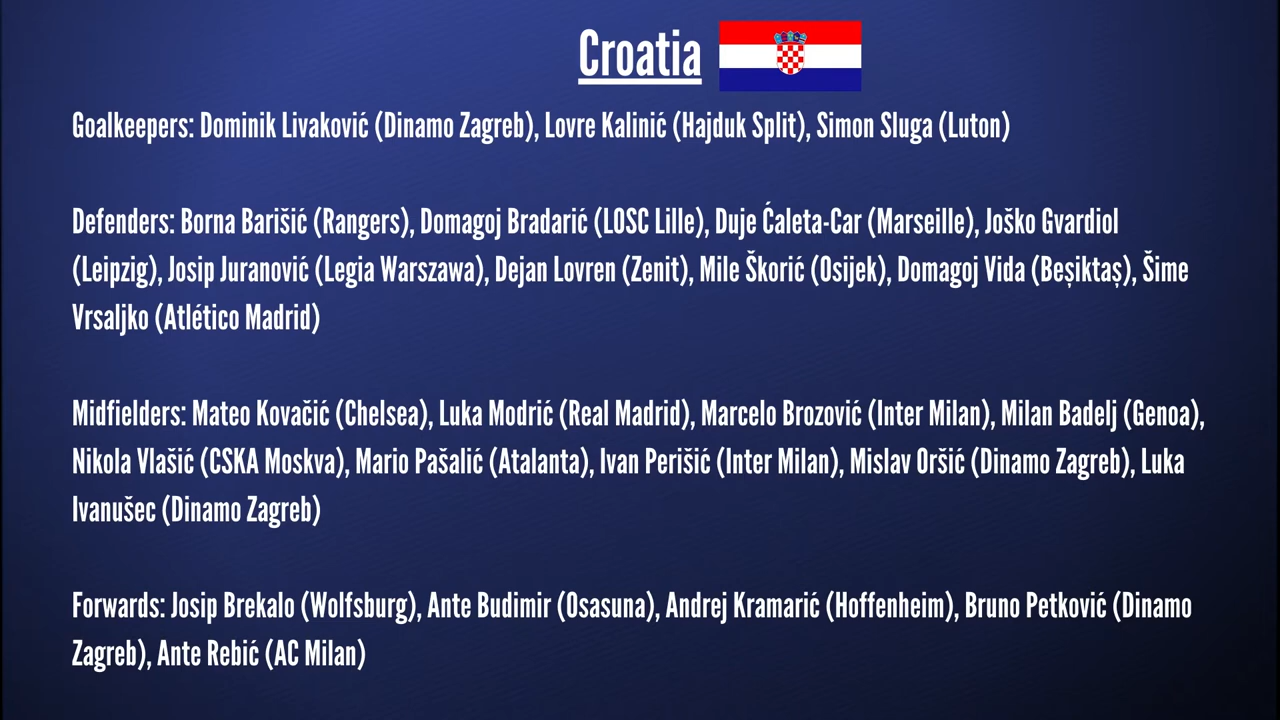 Croatia
Goalkeepers: Dominik Livaković (Dinamo Zagreb), Lovre Kalinić (Hajduk Split), Simon Sluga (Luton)
Defenders: Borna Barišić (Rangers), Domagoj Bradarić (LOSC Lille), Duje Ćaleta-Car (Marseille), Joško Gvardiol
(Leipzig), Josip Juranović (Legia Warszawa), Dejan Lovren (Zenit), Mile Škorić (Osijek), Domagoj Vida (Beşiktaş), Šime
Vrsaljko (Atlético Madrid)
Midfielders: Mateo Kovačić (Chelsea), Luka Modrić (Real Madrid), Marcelo Brozović (Inter Milan), Milan Badelj (Genoa),
Nikola Vlašić (CSKA Moskva), Mario Pašalić (Atalanta), Ivan Perišić (Inter Milan), Mislav Oršić (Dinamo Zagreb), Luka
Ivanušec (Dinamo Zagreb)
Forwards: Josip Brekalo (Wolfsburg), Ante Budimir (Osasuna), Andrej Kramarić (Hoffenheim), Bruno Petković (Dinamo
Zagreb), Ante Rebić (AC Milan)